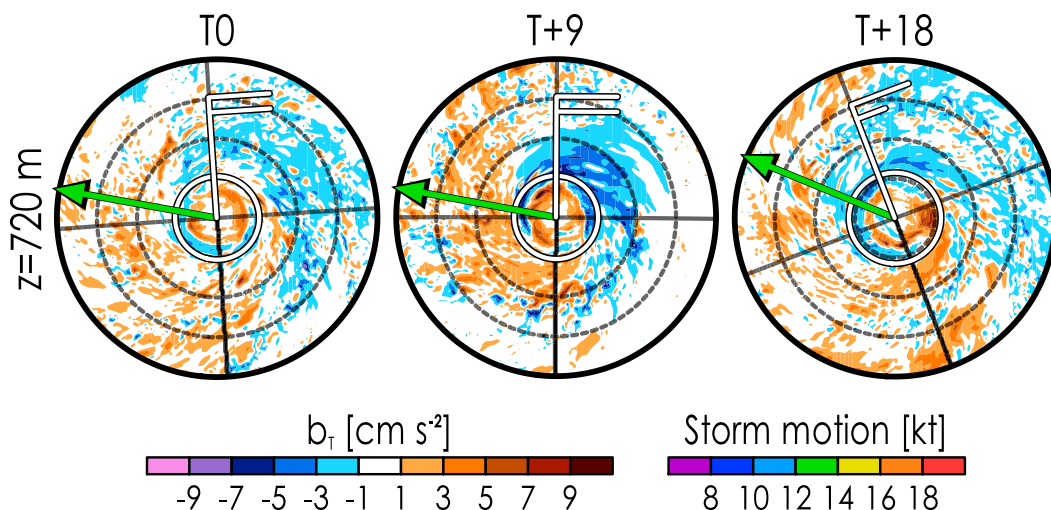 T0 T+9 T+18
z=720 m
b_T [cm s⁻²] Storm motion [kt]
-9 -7 -5 -3 -1 1 3 5 7 9 8 10 12 14 16 18